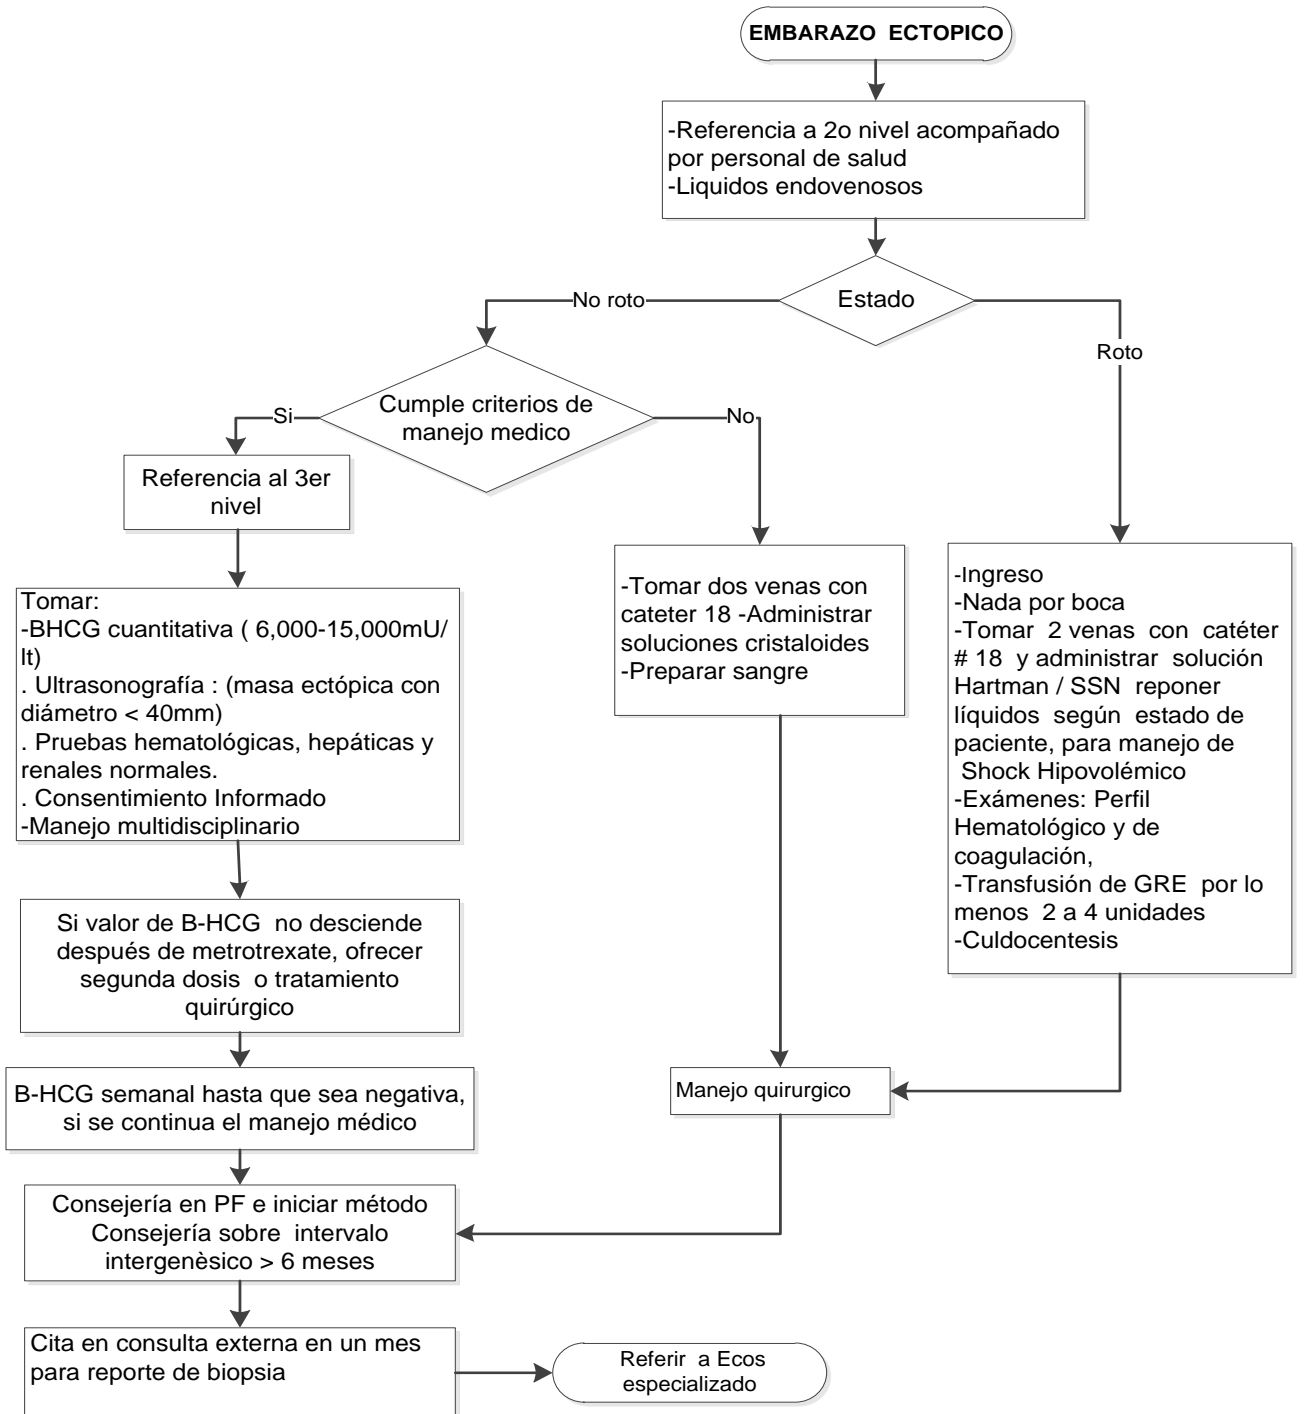 EMBARAZO ECTOPICO
-Referencia a 2o nivel acompañado
por personal de salud
-Liquidos endovenosos
Estado
No roto
Roto
Cumple criterios de
manejo medico
Si
No
Referencia al 3er
nivel
Tomar:
-BHCG cuantitativa ( 6,000-15,000mU/
lt)
. Ultrasonografía : (masa ectópica con
diámetro < 40mm)
. Pruebas hematológicas, hepáticas y
renales normales.
. Consentimiento Informado
-Manejo multidisciplinario
-Tomar dos venas con
cateter 18 -Administrar
soluciones cristaloides
-Preparar sangre
-Ingreso
-Nada por boca
-Tomar 2 venas con catéter
# 18 y administrar solución
Hartman / SSN reponer
líquidos según estado de
paciente, para manejo de
Shock Hipovolémico
-Exámenes: Perfil
Hematológico y de
coagulación,
-Transfusión de GRE por lo
menos 2 a 4 unidades
-Culdocentesis
Si valor de B-HCG no desciende
después de metrotrexate, ofrecer
segunda dosis o tratamiento
quirúrgico
B-HCG semanal hasta que sea negativa,
si se continua el manejo médico
Manejo quirurgico
Consejería en PF e iniciar método
Consejería sobre intervalo
intergenèsico > 6 meses
Cita en consulta externa en un mes
para reporte de biopsia
Referir a Ecos
especializado